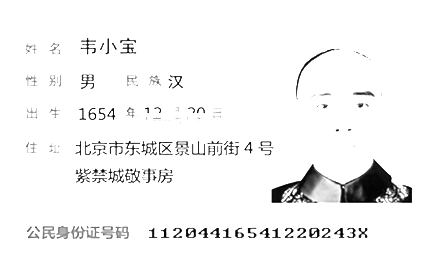 姓 名 韦小宝
性 别 男 民 族 汉
出 生 1654 年 12 月 20 日
住 址 北京市东城区景山前街 4 号
紫禁城敬事房
公民身份证号码 11204416541220243X